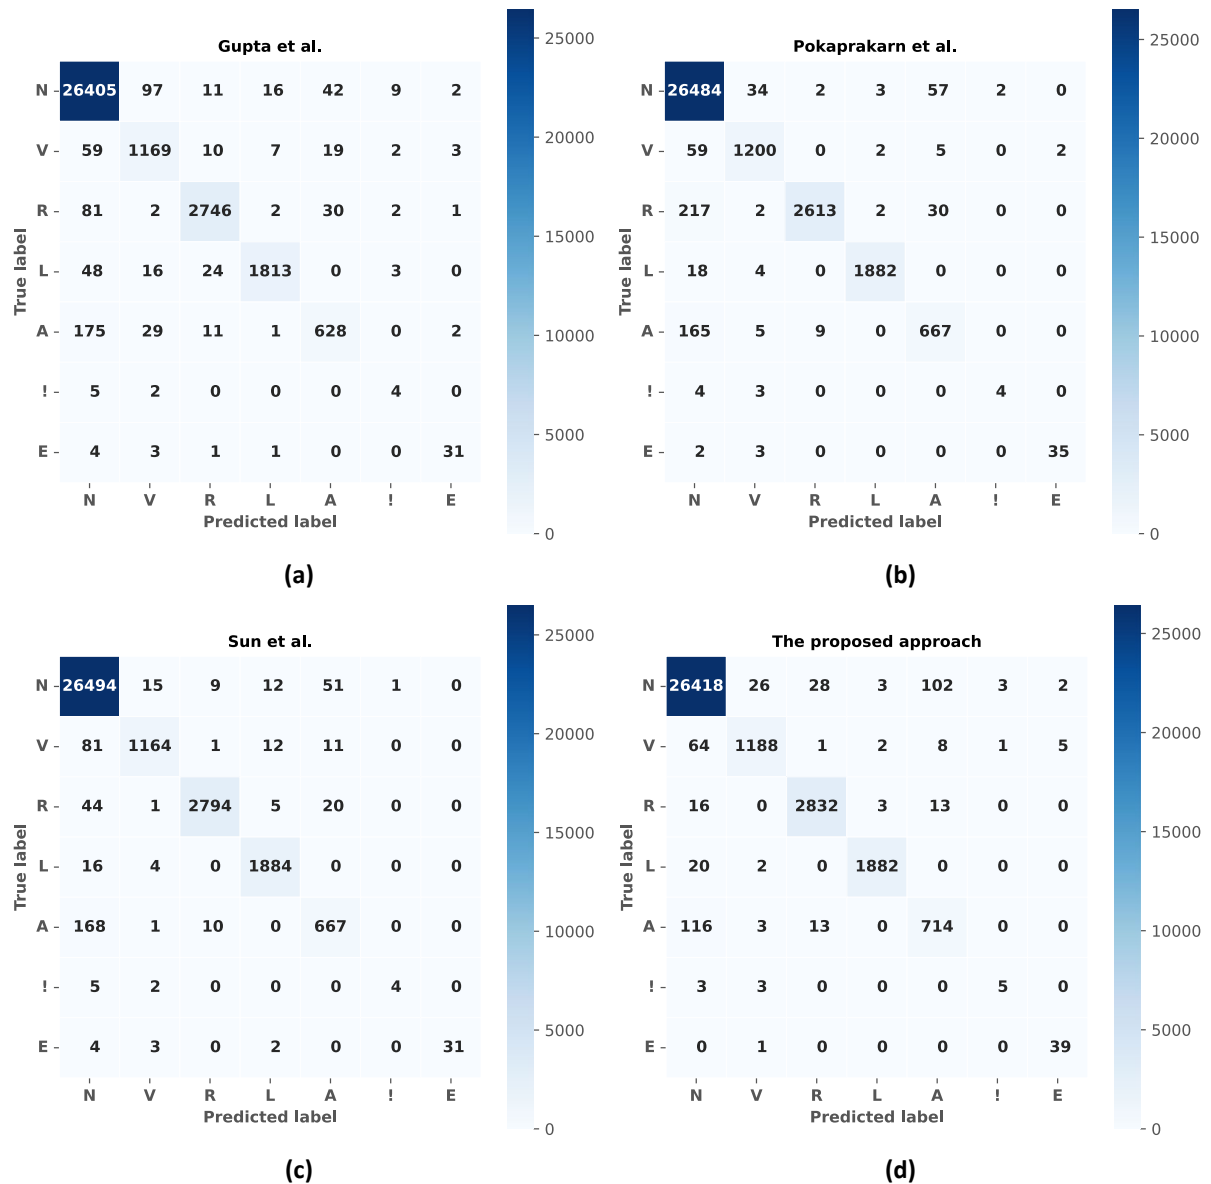 Gupta et al.
N 26405 97 11 16 42 9 2
V 59 1169 10 7 19 2 3
R 81 2 2746 2 30 2 1
L 48 16 24 1813 0 3 0
A 175 29 11 1 628 0 2
! 5 2 0 0 0 4 0
E 4 3 1 1 0 0 31
N V R L A ! E
Predicted label
True label
25000
20000
15000
10000
5000
0
(a)
Pokaprakarn et al.
N 26484 34 2 3 57 2 0
V 59 1200 0 2 5 0 2
R 217 2 2613 2 30 0 0
L 18 4 0 1882 0 0 0
A 165 5 9 0 667 0 0
! 4 3 0 0 0 4 0
E 2 3 0 0 0 0 35
N V R L A ! E
Predicted label
True label
25000
20000
15000
10000
5000
0
(b)
Sun et al.
N 26494 15 9 12 51 1 0
V 81 1164 1 12 11 0 0
R 44 1 2794 5 20 0 0
L 16 4 0 1884 0 0 0
A 168 1 10 0 667 0 0
! 5 2 0 0 0 4 0
E 4 3 0 2 0 0 31
N V R L A ! E
Predicted label
True label
25000
20000
15000
10000
5000
0
(c)
The proposed approach
N 26418 26 28 3 102 3 2
V 64 1188 1 2 8 1 5
R 16 0 2832 3 13 0 0
L 20 2 0 1882 0 0 0
A 116 3 13 0 714 0 0
! 3 3 0 0 0 5 0
E 0 1 0 0 0 0 39
N V R L A ! E
Predicted label
True label
25000
20000
15000
10000
5000
0
(d)